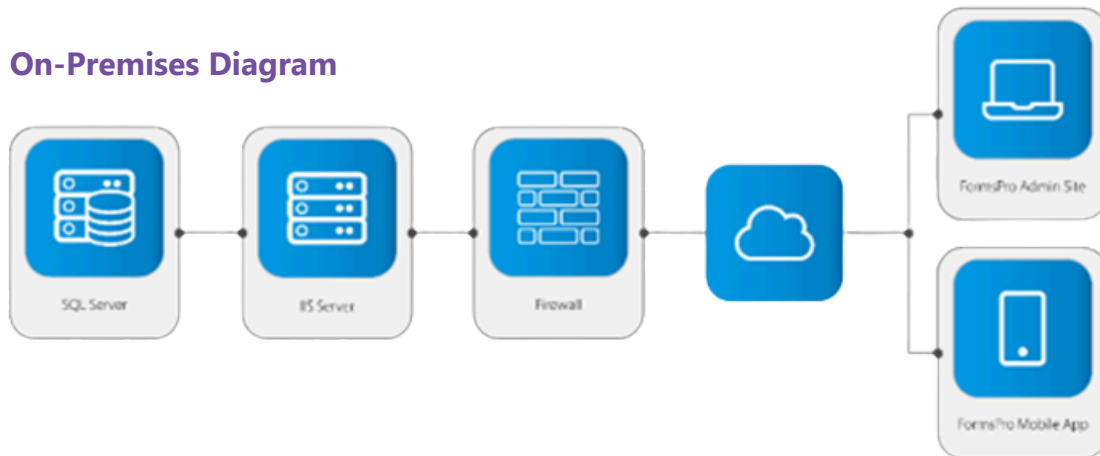 On-Premises Diagram
SQL Server
IIS Server
Firewall
FormsPro Admin Site
FormsPro Mobile App